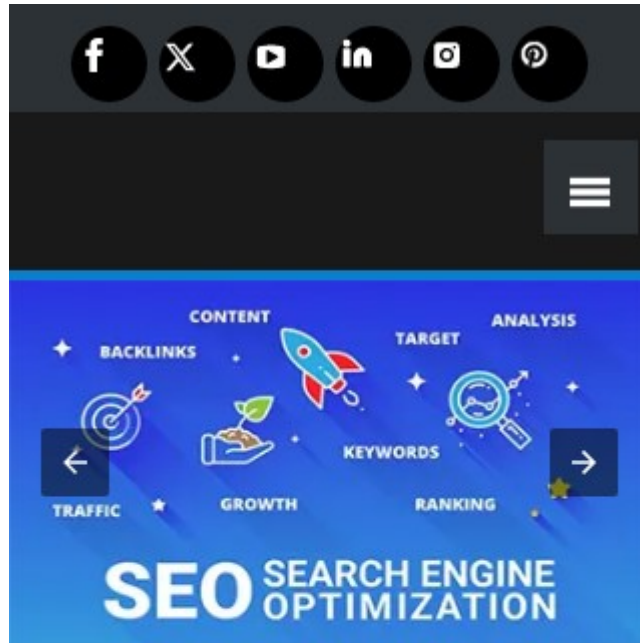 CONTENT
ANALYSIS
TARGET
BACKLINKS
KEYWORDS
TRAFFIC
GROWTH
RANKING
SEO SEARCH ENGINE
OPTIMIZATION